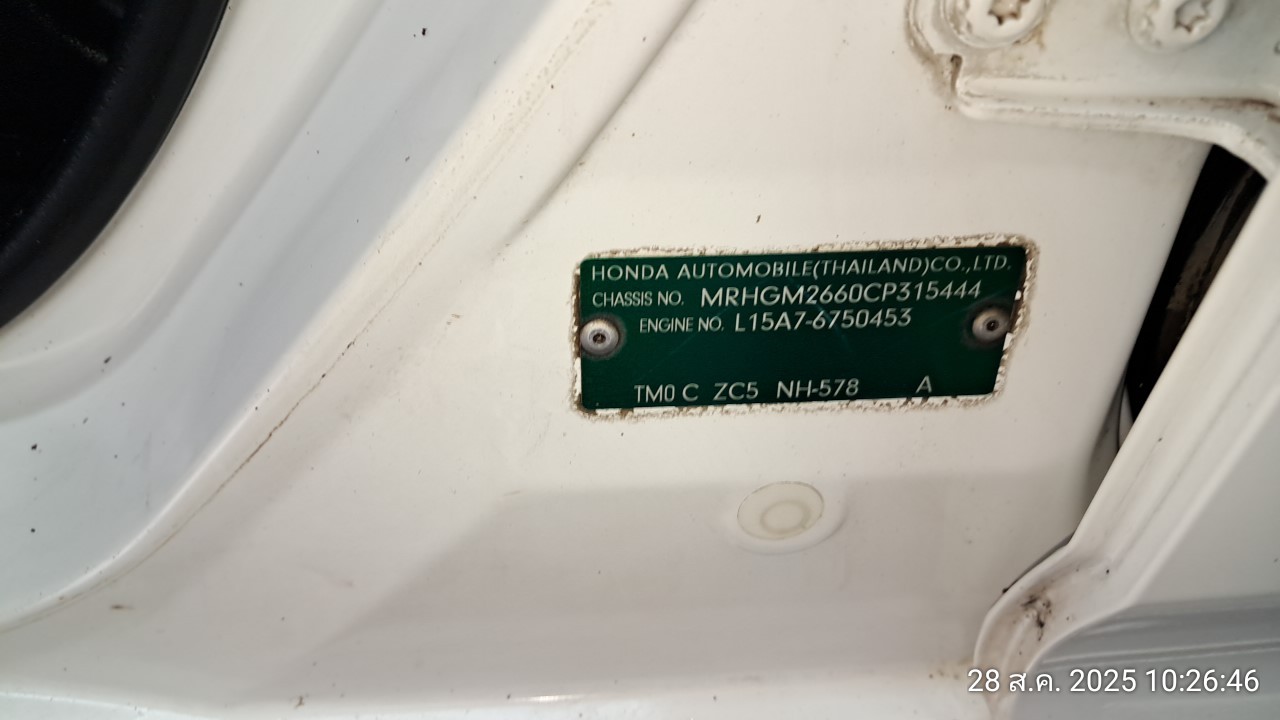 HONDA AUTOMOBILE(THAILAND)CO.,LTD.
CHASSIS NO. MRHGM2660CP315444
ENGINE NO. L15A7-6750453
TM0 C ZC5 NH-578 A
28 ส.ค. 2025 10:26:46